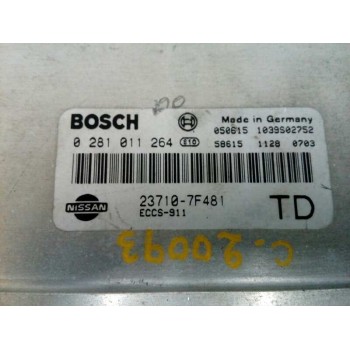 BOSCH
Made in Germany
050615 1039S02752
0 281 011 264 E10
58615 1128 0703
NISSAN
23710-7F481
ECCS-911
TD
C.20093